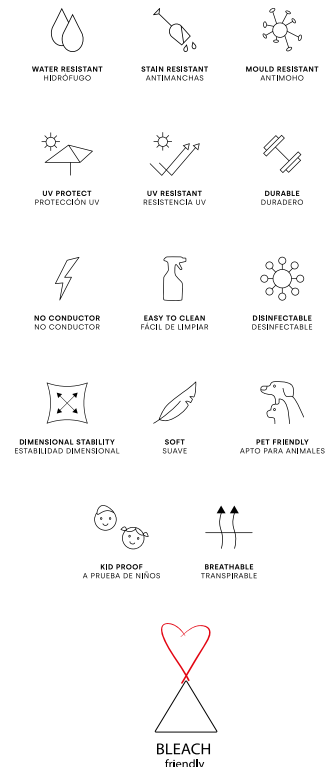 WATER RESISTANT
HIDRÓFUGO
STAIN RESISTANT
ANTIMANCHAS
MOULD RESISTANT
ANTIMOHO
UV PROTECT
PROTECCIÓN UV
UV RESISTANT
RESISTENCIA UV
DURABLE
DURADERO
NO CONDUCTOR
NO CONDUCTOR
EASY TO CLEAN
FÁCIL DE LIMPIAR
DISINFECTABLE
DESINFECTABLE
DIMENSIONAL STABILITY
ESTABILIDAD DIMENSIONAL
SOFT
SUAVE
PET FRIENDLY
APTO PARA ANIMALES
KID PROOF
A PRUEBA DE NIÑOS
BREATHABLE
TRANSPIRABLE
BLEACH
friendly